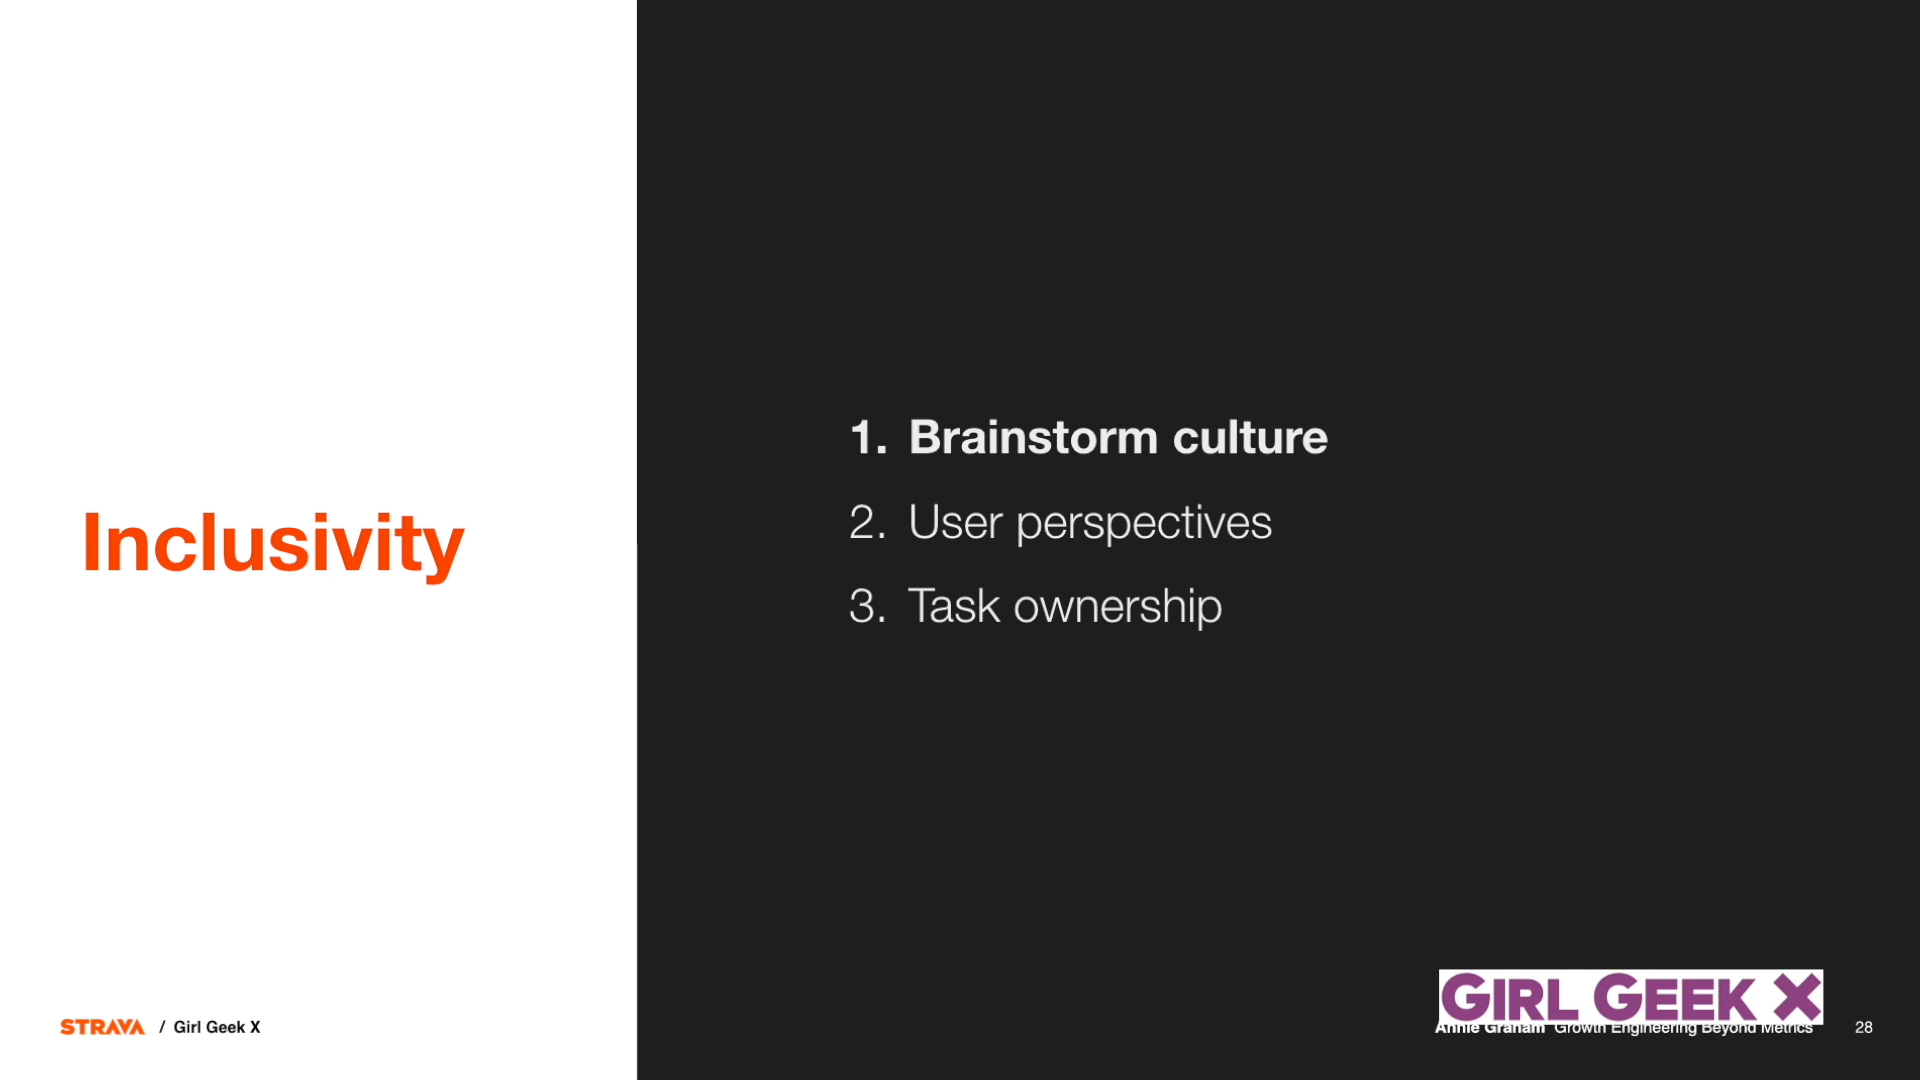 Inclusivity
1. Brainstorm culture
2. User perspectives
3. Task ownership
STRAVA / Girl Geek X
GIRL GEEK X
Annie Graham Growth Engineering Beyond Metrics 28